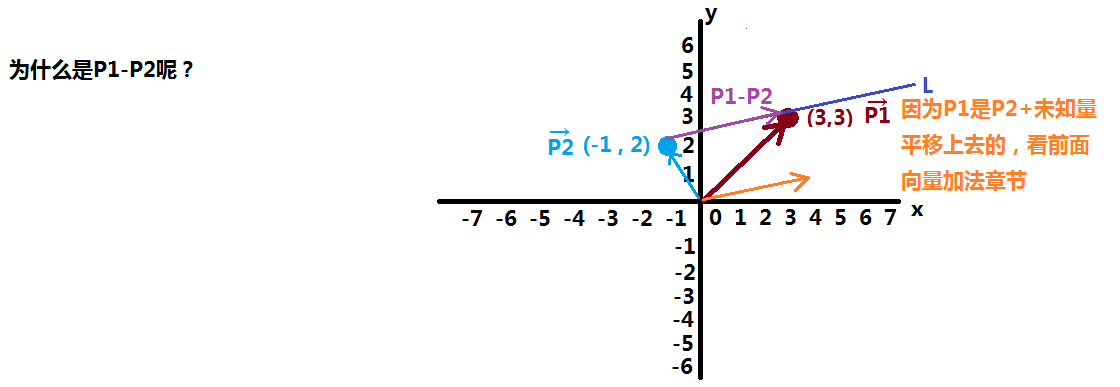 为什么是P1-P2呢？
y
6
5
4
3
2
1
P1-P2
L
(3,3) P1
P2 (-1，2)
因为P1是P2+未知量
平移上去的，看前面
向量加法章节
x
-7 -6 -5 -4 -3 -2 -1 0 1 2 3 4 5 6 7
-1
-2
-3
-4
-5
-6